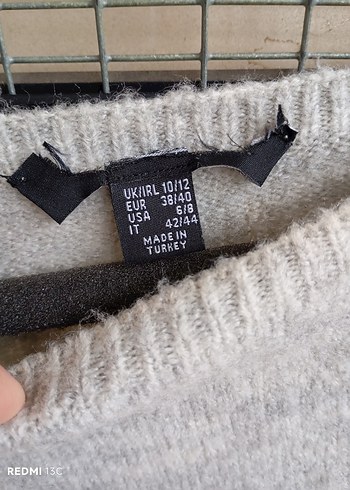 UK/IRL 10/12
EUR 38/40
USA 6/8
IT 42/44
MADE IN
TURKEY
REDMI 13C